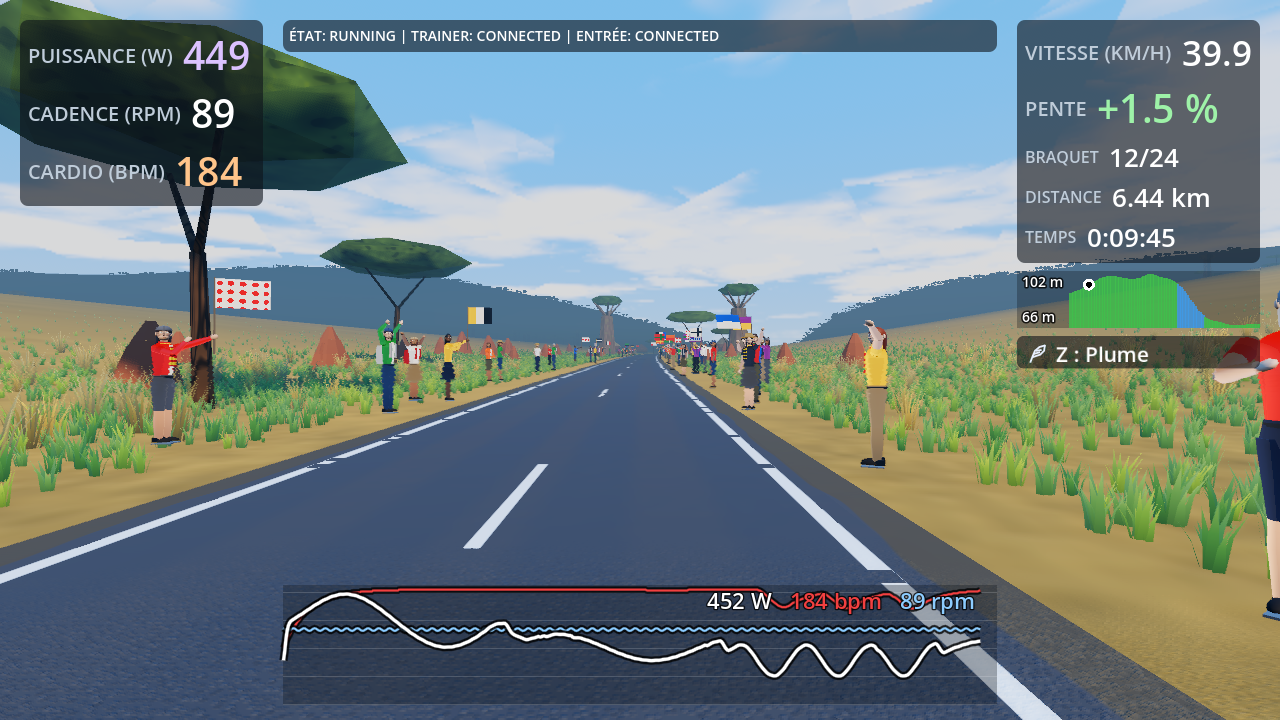 PUISSANCE (W) 449
CADENCE (RPM) 89
CARDIO (BPM) 184
ÉTAT: RUNNING | TRAINER: CONNECTED | ENTRÉE: CONNECTED
VITESSE (KM/H) 39.9
PENTE +1.5 %
BRAQUET 12/24
DISTANCE 6.44 km
TEMPS 0:09:45
102 m
66 m
Z : Plume
452 W 184 bpm 89 rpm